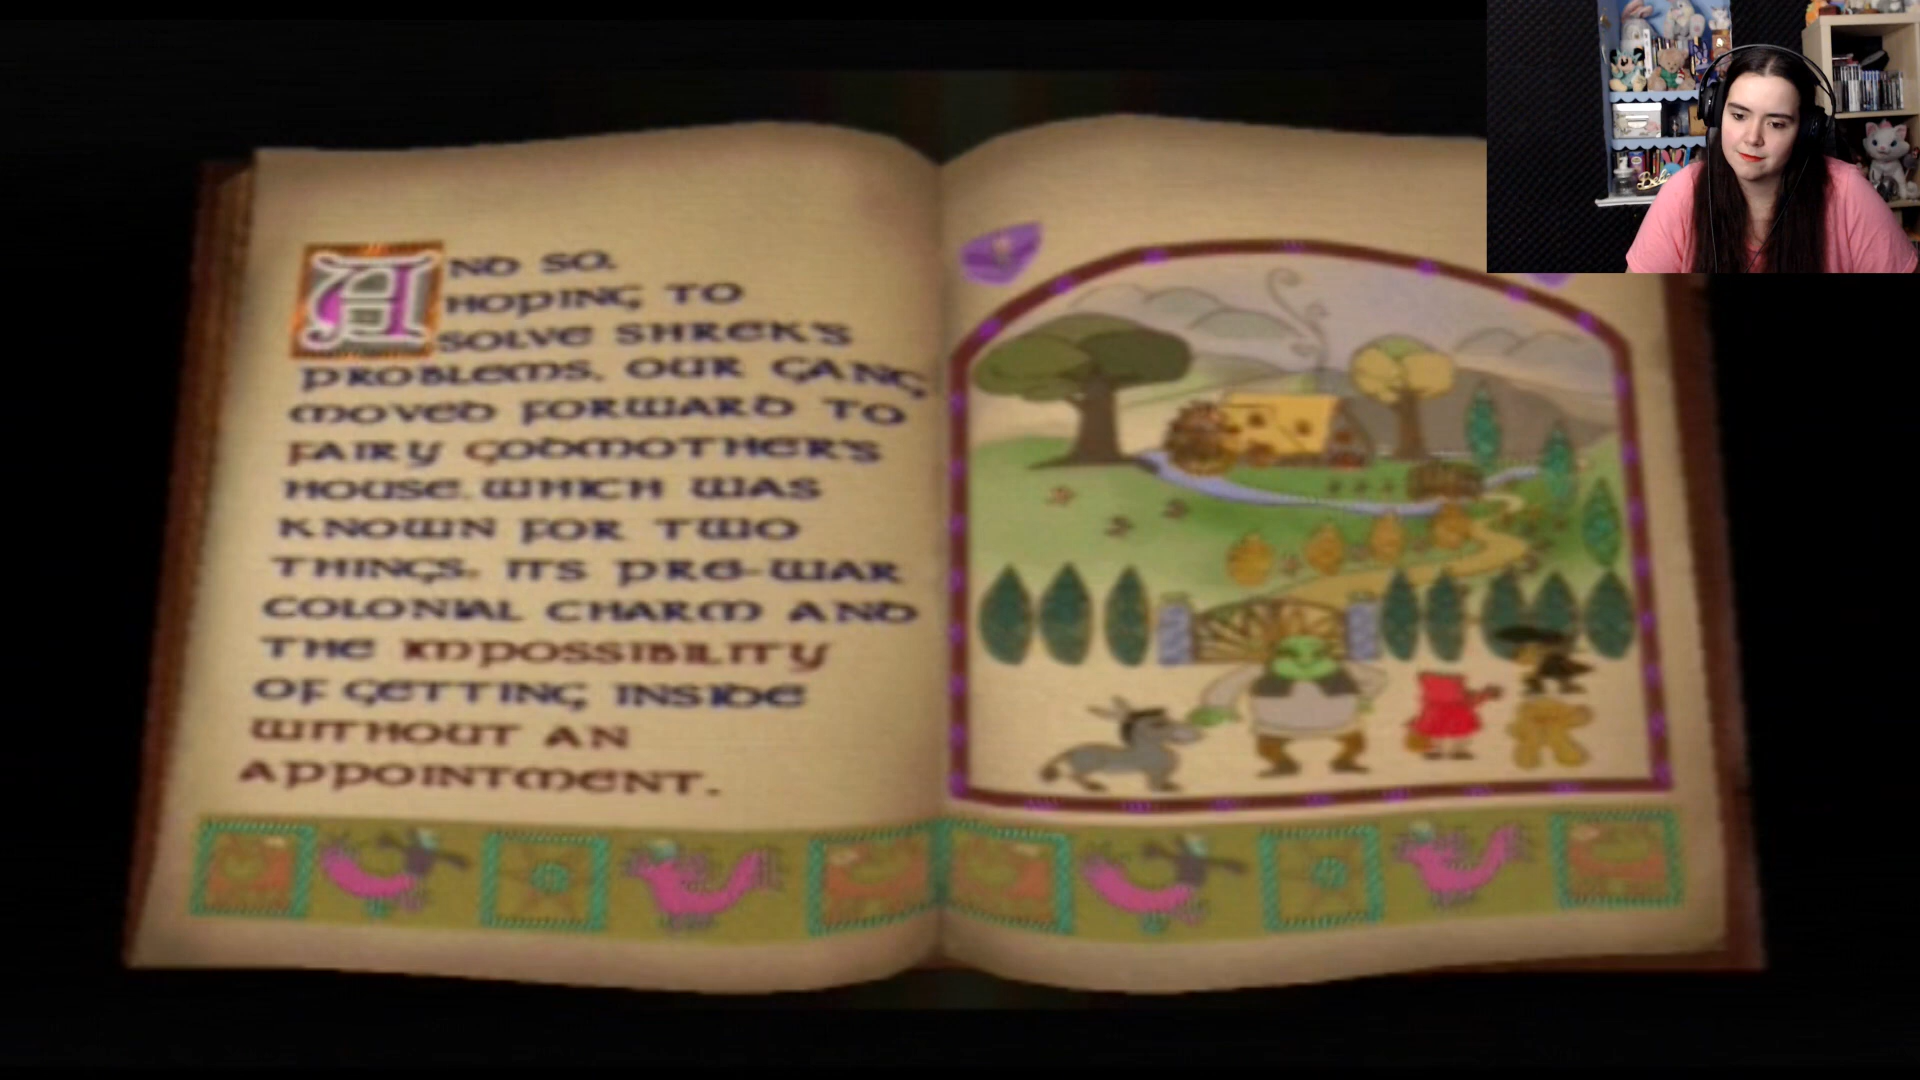 AND SO,
HOPING TO
SOLVE SHREK'S
PROBLEMS, OUR GANG
MOVED FORWARD TO
FAIRY GODMOTHER'S
HOUSE, WHICH WAS
KNOWN FOR TWO
THINGS: ITS PRE-WAR
COLONIAL CHARM AND
THE IMPOSSIBILITY
OF GETTING INSIDE
WITHOUT AN
APPOINTMENT.